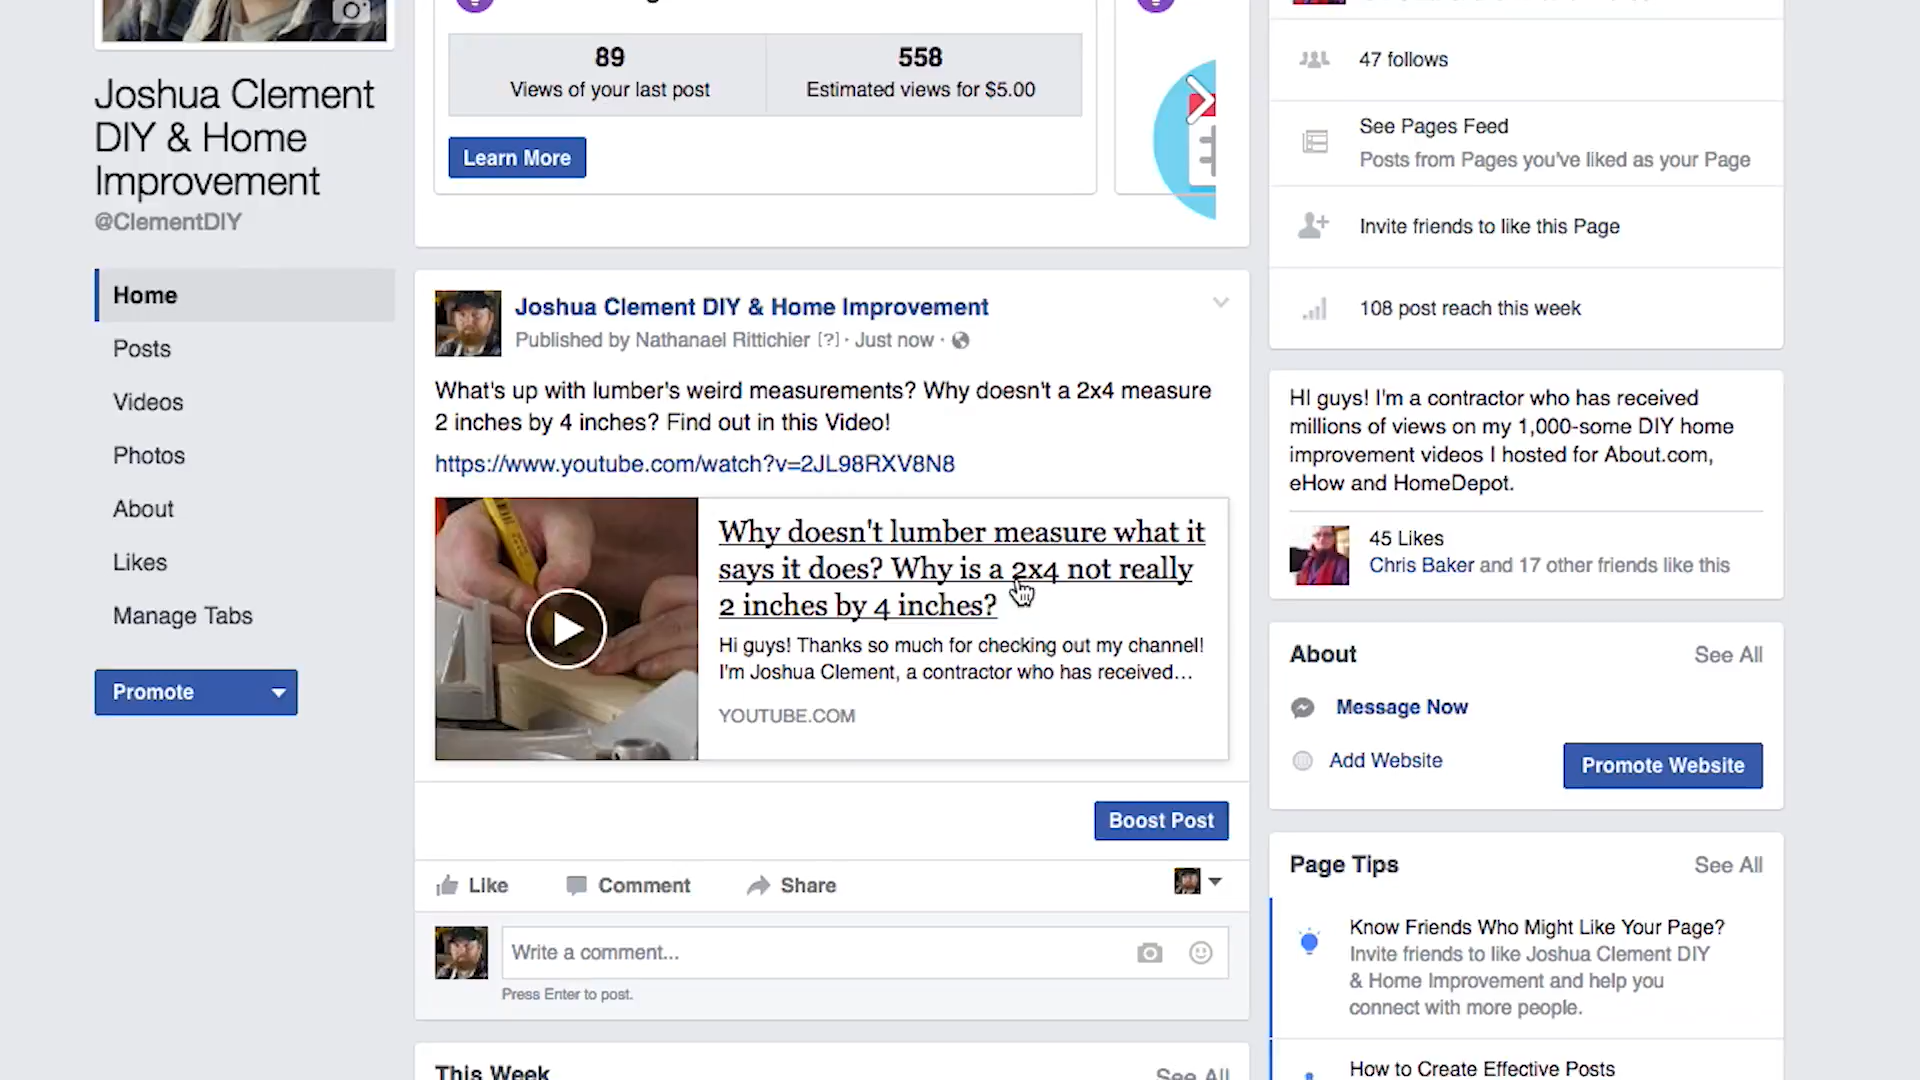 Joshua Clement
DIY & Home
Improvement
@ClementDIY
Home
Posts
Videos
Photos
About
Likes
Manage Tabs
Promote
89
Views of your last post
558
Estimated views for $5.00
Learn More
Joshua Clement DIY & Home Improvement
Published by Nathanael Rittichier [?] · Just now ·
What's up with lumber's weird measurements? Why doesn't a 2x4 measure
2 inches by 4 inches? Find out in this Video!
https://www.youtube.com/watch?v=2JL98RXV8N8
Why doesn't lumber measure what it
says it does? Why is a 2x4 not really
2 inches by 4 inches?
Hi guys! Thanks so much for checking out my channel!
I'm Joshua Clement, a contractor who has received...
YOUTUBE.COM
Boost Post
Like Comment Share
Write a comment...
Press Enter to post.
This Week See All
47 follows
See Pages Feed
Posts from Pages you've liked as your Page
Invite friends to like this Page
108 post reach this week
HI guys! I'm a contractor who has received
millions of views on my 1,000-some DIY home
improvement videos I hosted for About.com,
eHow and HomeDepot.
45 Likes
Chris Baker and 17 other friends like this
About See All
Message Now
Add Website
Promote Website
Page Tips See All
Know Friends Who Might Like Your Page?
Invite friends to like Joshua Clement DIY
& Home Improvement and help you
connect with more people.
How to Create Effective Posts